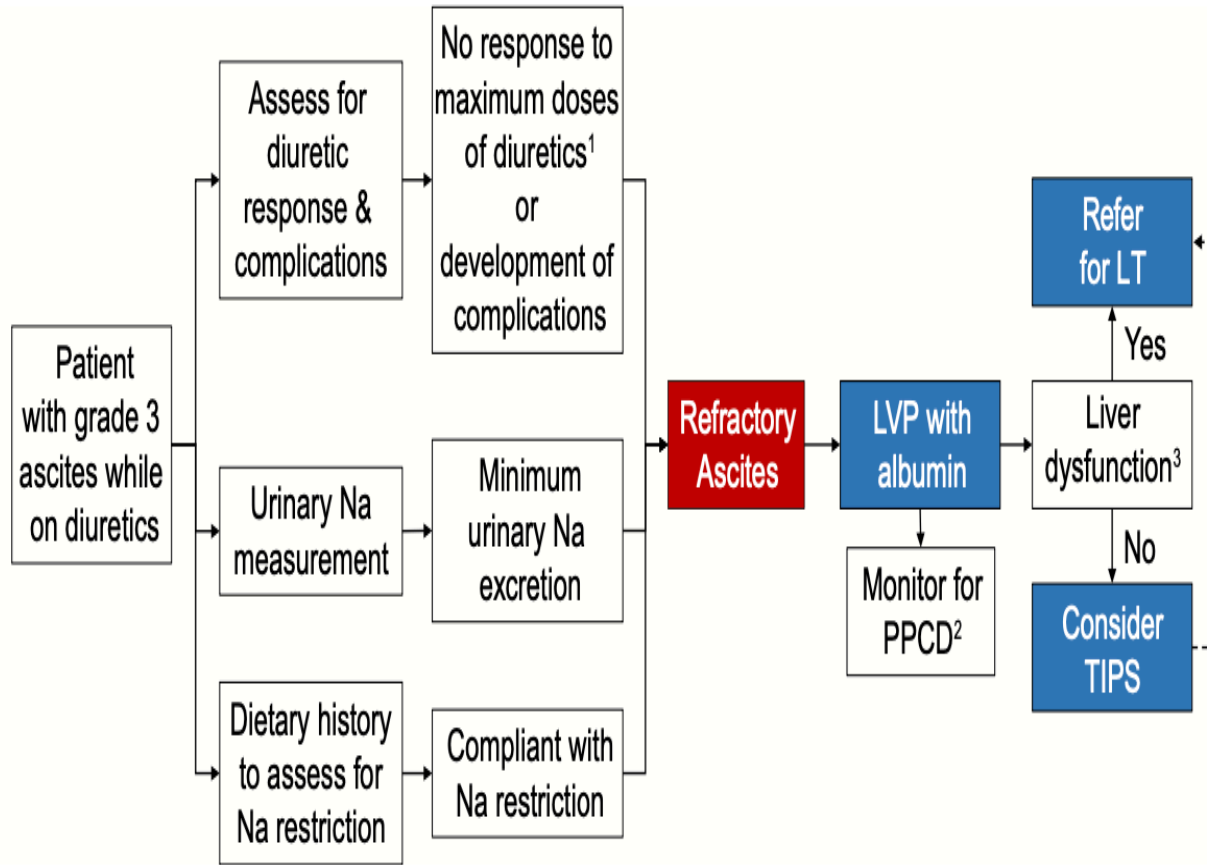 Patient
with grade 3
ascites while
on diuretics
Assess for
diuretic
response &
complications
No response to
maximum doses
of diuretics¹
or
development of
complications
Urinary Na
measurement
Minimum
urinary Na
excretion
Dietary history
to assess for
Na restriction
Compliant with
Na restriction
Refractory
Ascites
LVP with
albumin
Monitor for
PPCD²
Liver
dysfunction³
Yes
Refer
for LT
No
Consider
TIPS